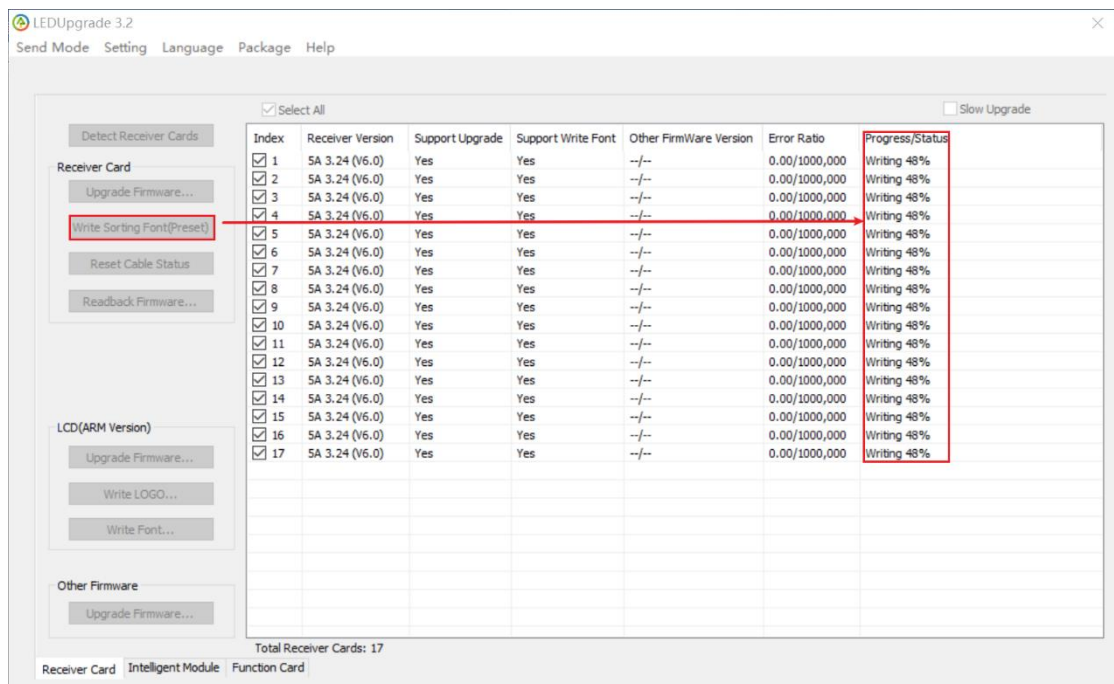 LEDUpgrade 3.2
Send Mode Setting Language Package Help
Select All Slow Upgrade
Detect Receiver Cards
Receiver Card
Upgrade Firmware...
Write Sorting Font(Preset)
Reset Cable Status
Readback Firmware...
LCD(ARM Version)
Upgrade Firmware...
Write LOGO...
Write Font...
Other Firmware
Upgrade Firmware...
Index Receiver Version Support Upgrade Support Write Font Other FirmWare Version Error Ratio Progress/Status
1 5A 3.24 (V6.0) Yes Yes --/-- 0.00/1000,000 Writing 48%
2 5A 3.24 (V6.0) Yes Yes --/-- 0.00/1000,000 Writing 48%
3 5A 3.24 (V6.0) Yes Yes --/-- 0.00/1000,000 Writing 48%
4 5A 3.24 (V6.0) Yes Yes --/-- 0.00/1000,000 Writing 48%
5 5A 3.24 (V6.0) Yes Yes --/-- 0.00/1000,000 Writing 48%
6 5A 3.24 (V6.0) Yes Yes --/-- 0.00/1000,000 Writing 48%
7 5A 3.24 (V6.0) Yes Yes --/-- 0.00/1000,000 Writing 48%
8 5A 3.24 (V6.0) Yes Yes --/-- 0.00/1000,000 Writing 48%
9 5A 3.24 (V6.0) Yes Yes --/-- 0.00/1000,000 Writing 48%
10 5A 3.24 (V6.0) Yes Yes --/-- 0.00/1000,000 Writing 48%
11 5A 3.24 (V6.0) Yes Yes --/-- 0.00/1000,000 Writing 48%
12 5A 3.24 (V6.0) Yes Yes --/-- 0.00/1000,000 Writing 48%
13 5A 3.24 (V6.0) Yes Yes --/-- 0.00/1000,000 Writing 48%
14 5A 3.24 (V6.0) Yes Yes --/-- 0.00/1000,000 Writing 48%
15 5A 3.24 (V6.0) Yes Yes --/-- 0.00/1000,000 Writing 48%
16 5A 3.24 (V6.0) Yes Yes --/-- 0.00/1000,000 Writing 48%
17 5A 3.24 (V6.0) Yes Yes --/-- 0.00/1000,000 Writing 48%
Total Receiver Cards: 17
Receiver Card Intelligent Module Function Card